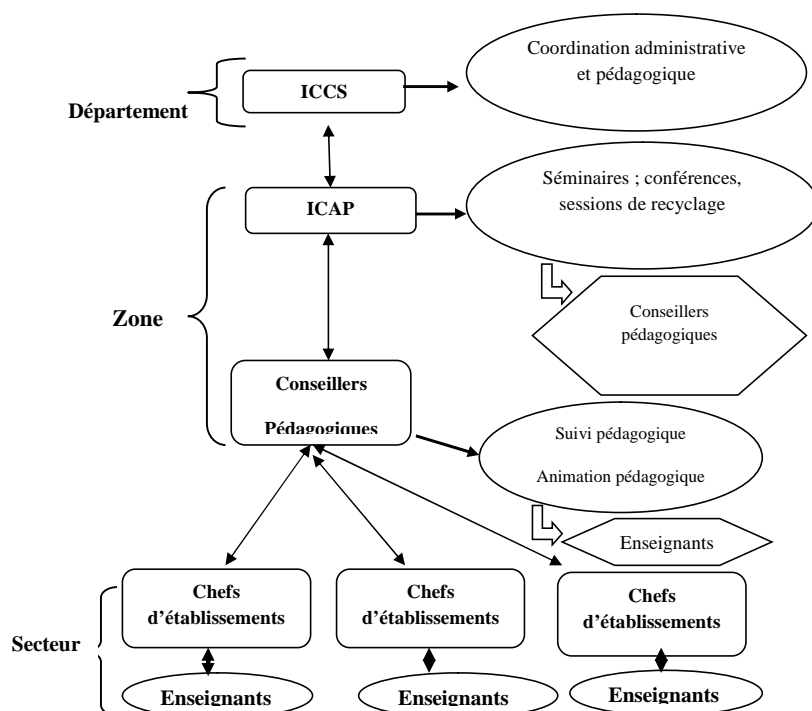 Coordination administrative
et pédagogique
ICCS
Département
Séminaires ; conférences,
sessions de recyclage
ICAP
Conseillers
pédagogiques
Zone
Conseillers
Pédagogiques
Suivi pédagogique
Animation pédagogique
Enseignants
Chefs
d’établissements
Chefs
d’établissements
Chefs
d’établissements
Secteur
Enseignants
Enseignants
Enseignants